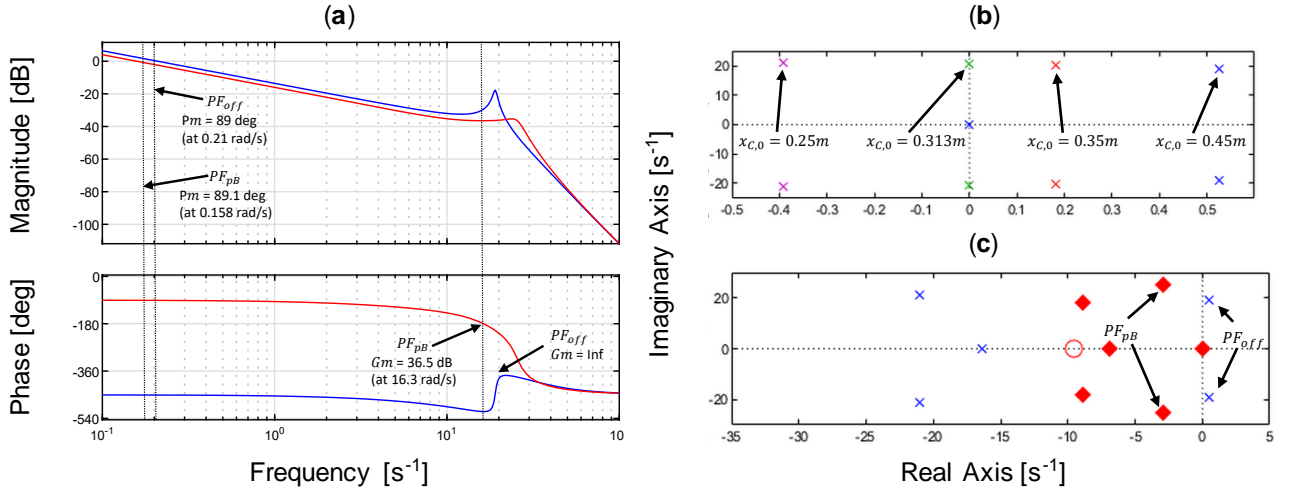 (a)
Magnitude [dB]
0
-20
-40
-60
-80
-100
PF_off
Pm = 89 deg
(at 0.21 rad/s)
PF_pB
Pm = 89.1 deg
(at 0.158 rad/s)
Phase [deg]
0
-180
-360
-540
PF_pB
Gm = 36.5 dB
(at 16.3 rad/s)
PF_off
Gm = Inf
10^-1 10^0 10^1 10
Frequency [s^-1]
(b)
Imaginary Axis [s^-1]
20
10
0
-10
-20
x_C,0 = 0.25m x_C,0 = 0.313m x_C,0 = 0.35m x_C,0 = 0.45m
-0.5 -0.4 -0.3 -0.2 -0.1 0 0.1 0.2 0.3 0.4 0.5
(c)
20
0
-20
PF_pB PF_off
-35 -30 -25 -20 -15 -10 -5 0 5
Real Axis [s^-1]